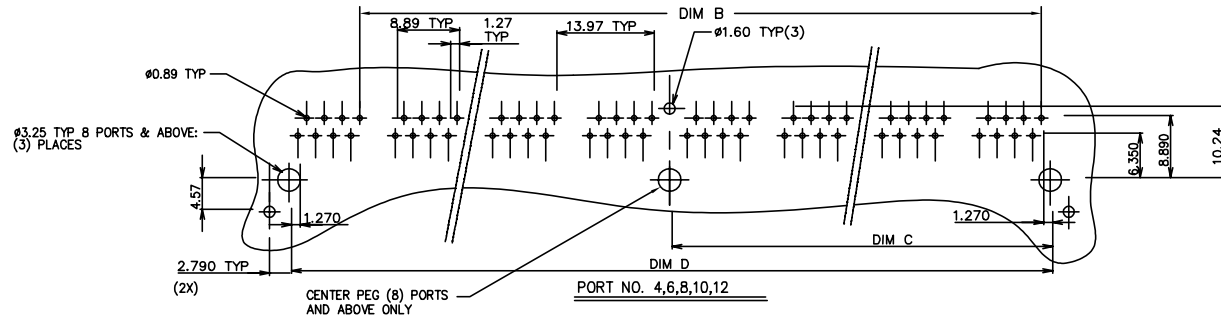 DIM B
8.89 TYP
1.27
TYP
13.97 TYP
ø1.60 TYP(3)
ø0.89 TYP
ø3.25 TYP 8 PORTS & ABOVE:
(3) PLACES
6.350
8.890
10.24
4.57
1.270
1.270
DIM C
2.790 TYP
(2X)
DIM D
CENTER PEG (8) PORTS
AND ABOVE ONLY
PORT NO. 4,6,8,10,12